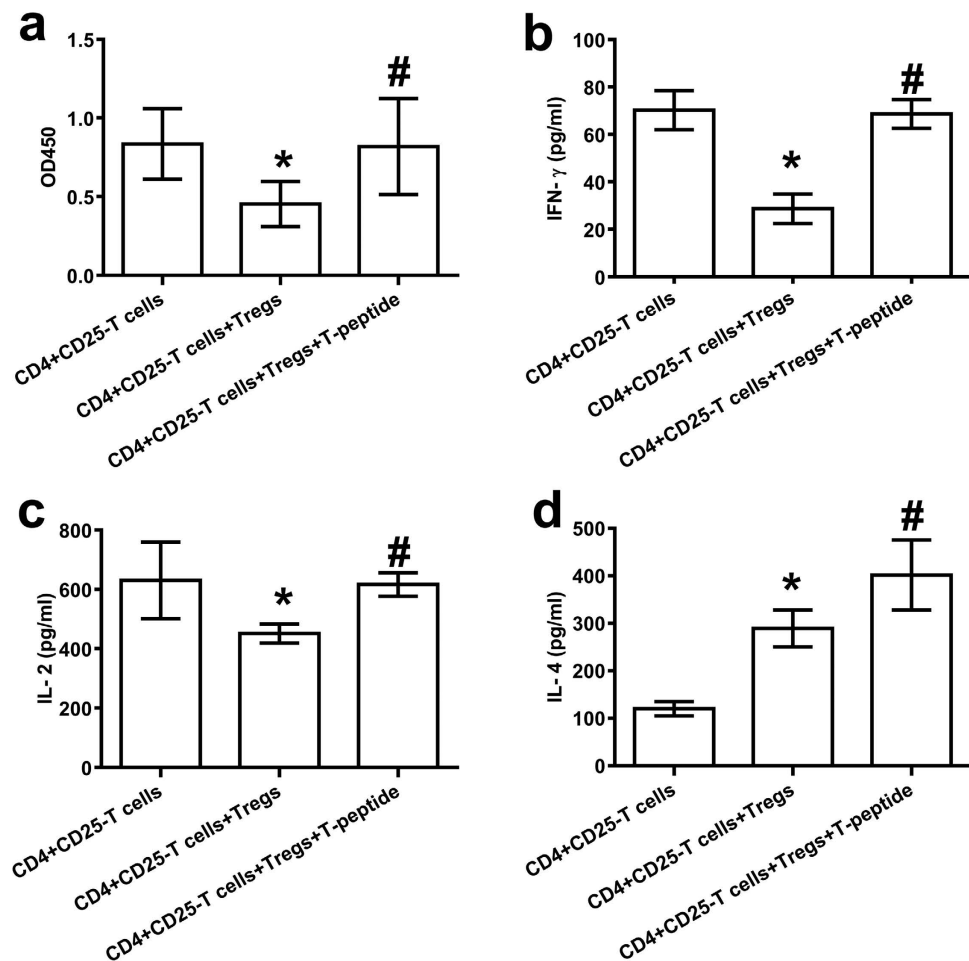 a
OD450
1.5
1.0
0.5
0.0
*
#
CD4+CD25-T cells
CD4+CD25-T cells+Tregs
CD4+CD25-T cells+Tregs+T-peptide
b
IFN- γ (pg/ml)
100
80
60
40
20
0
*
#
CD4+CD25-T cells
CD4+CD25-T cells+Tregs
CD4+CD25-T cells+Tregs+T-peptide
c
IL- 2 (pg/ml)
800
600
400
200
0
*
#
CD4+CD25-T cells
CD4+CD25-T cells+Tregs
CD4+CD25-T cells+Tregs+T-peptide
d
IL- 4 (pg/ml)
500
400
300
200
100
0
*
#
CD4+CD25-T cells
CD4+CD25-T cells+Tregs
CD4+CD25-T cells+Tregs+T-peptide